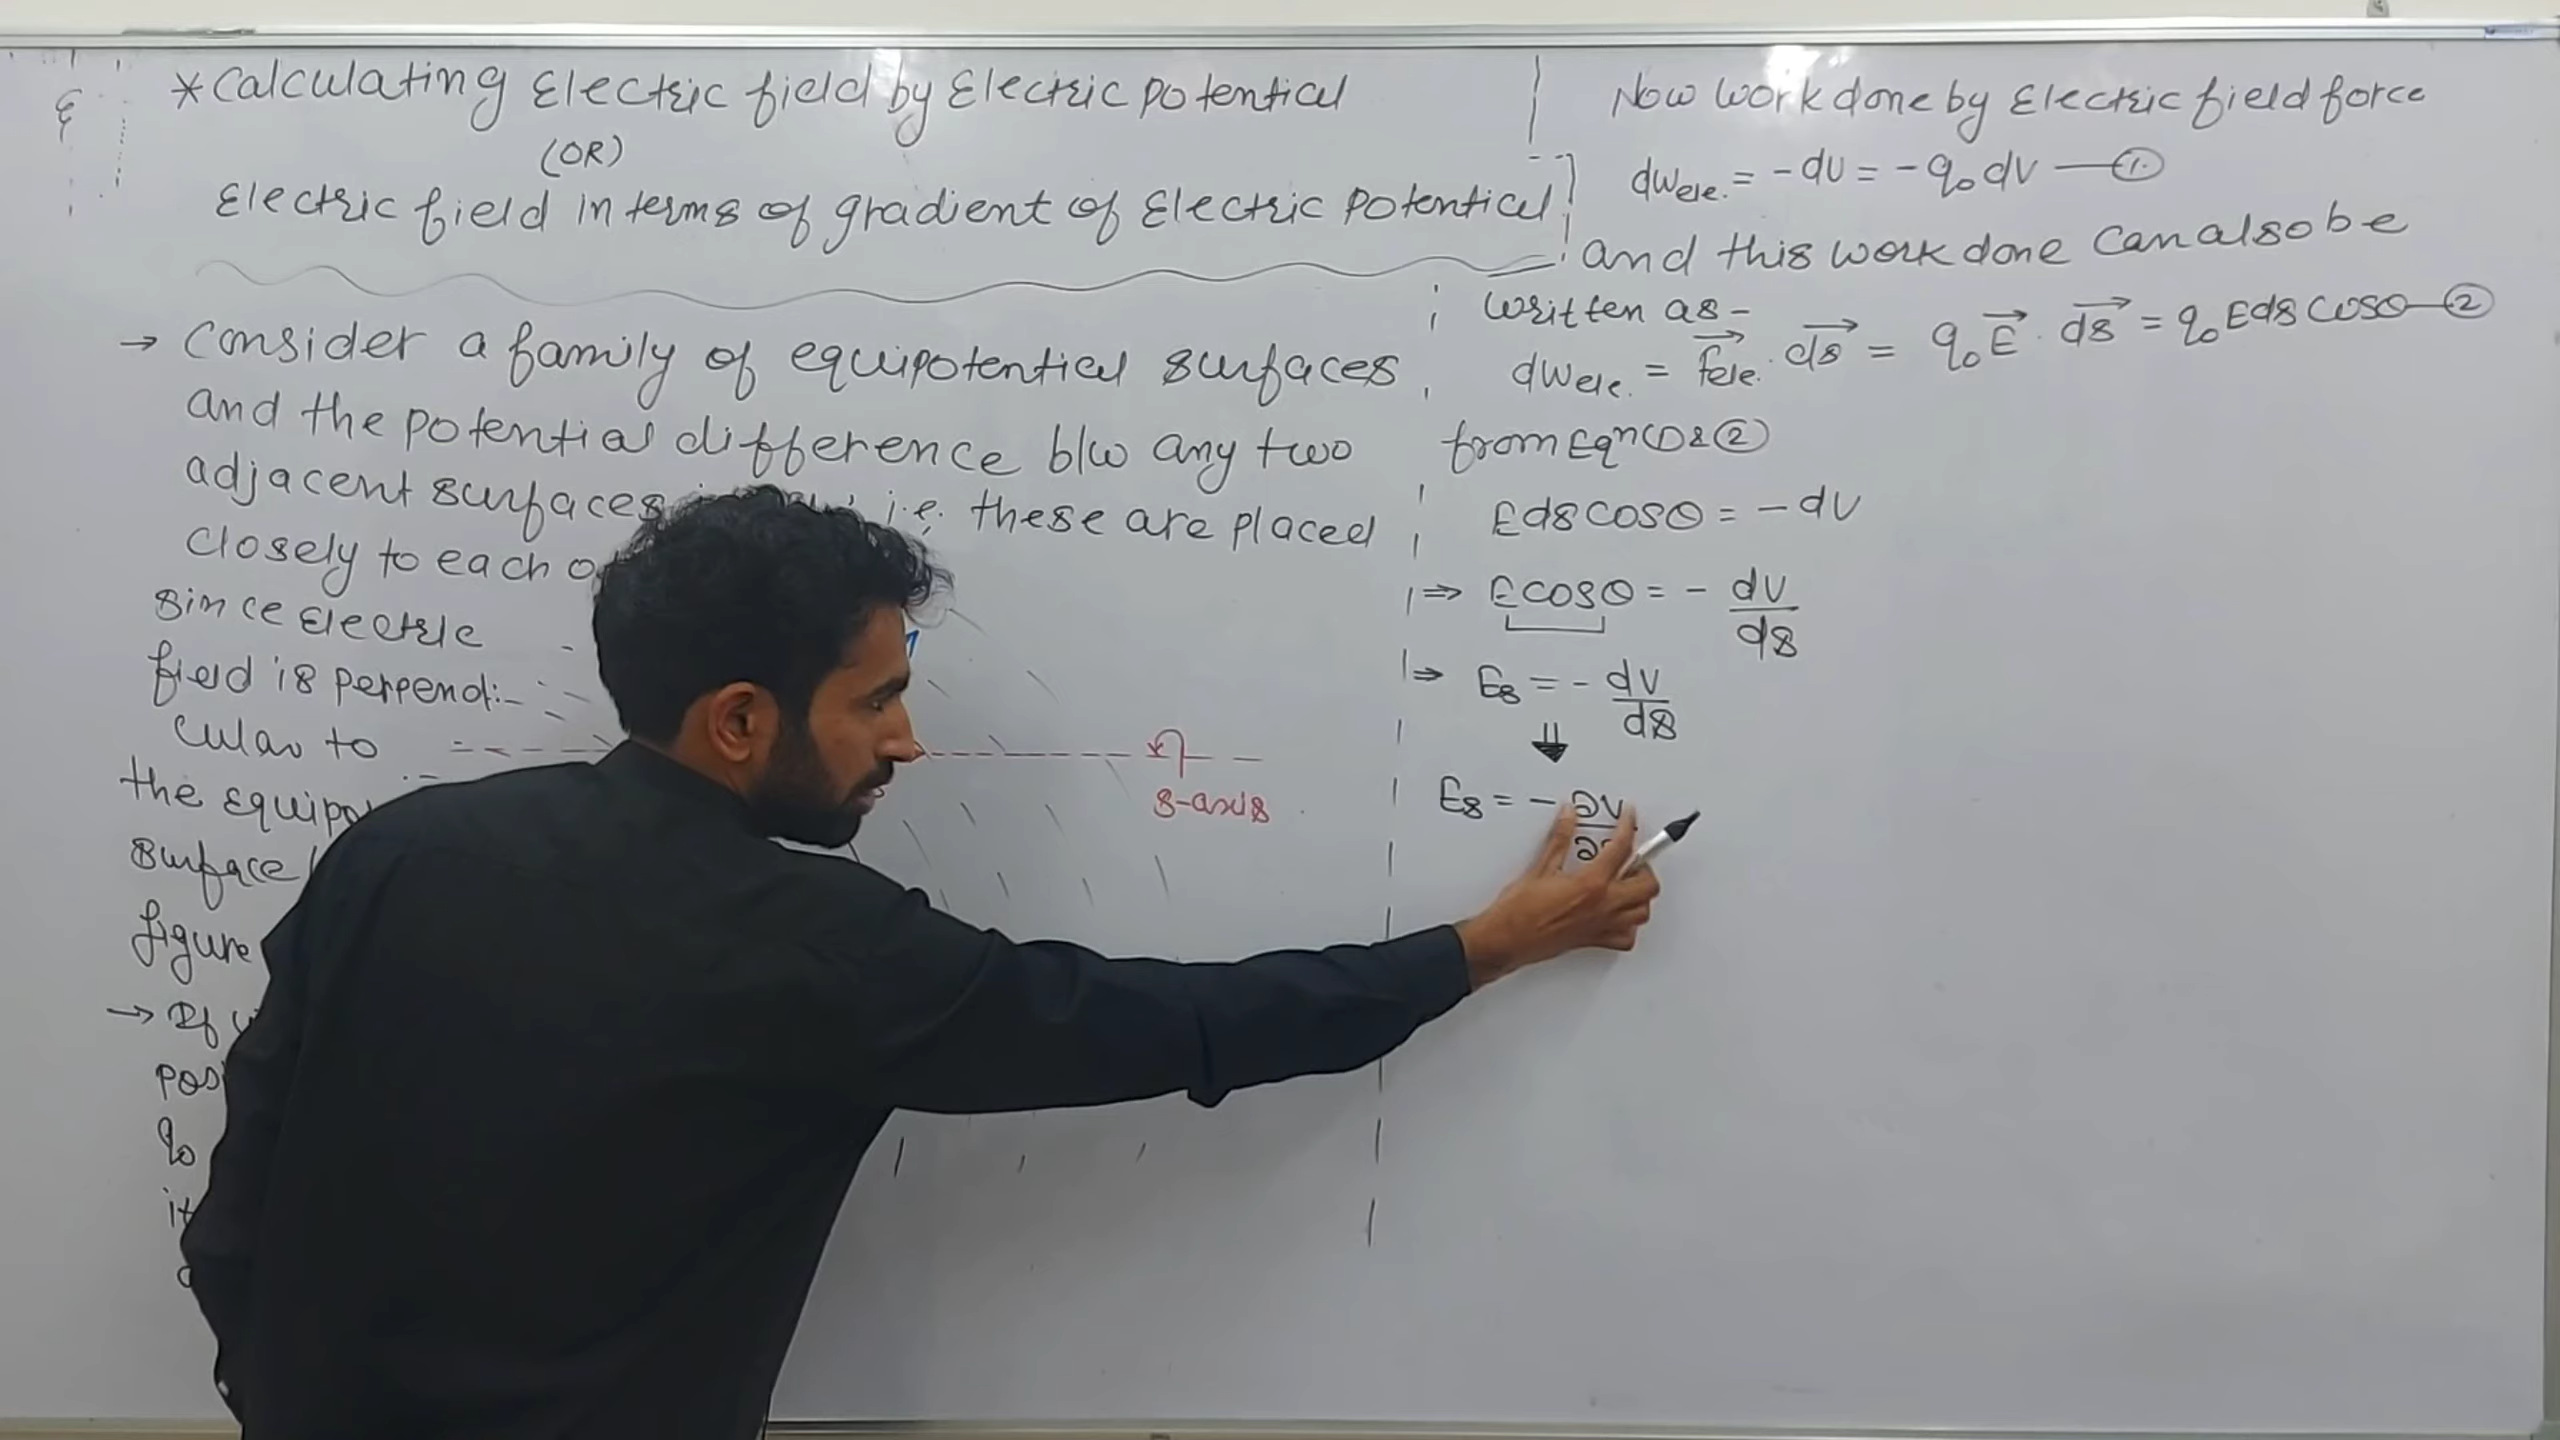 * Calculating Electric field by Electric potential
(OR)
Electric field in terms of gradient of Electric potential
→ Consider a family of equipotential surfaces
and the potential difference b/w any two
adjacent surfaces i.e. these are placed
closely to each
since Electric
field is perpendi-
cular to
the
surface
figure
→ If
q₀
s-axis
Now work done by Electric field force
dWele. = -dU = -q₀ dV —①
and this work done can also be
written as-
dWele. = F⃗ele. · ds⃗ = q₀E⃗ · ds⃗ = q₀Eds cosθ —②
from Eqn ① & ②
Eds cosθ = -dV
⇒ Ecosθ = - dV/ds
⇒ Es = - dV/ds
⇓
Es = - ∂V/∂